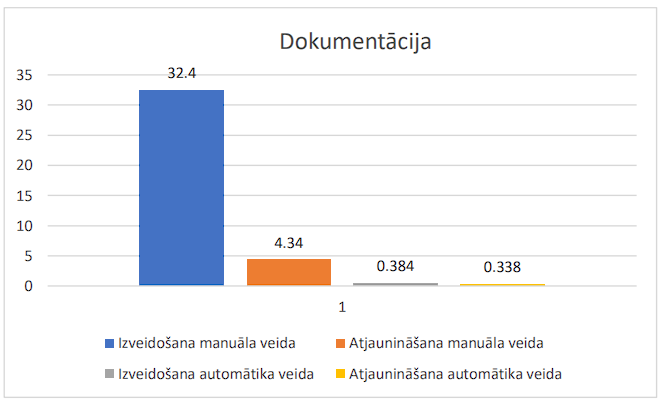 Dokumentācija
35
32.4
30
25
20
15
10
4.34
5
0.384
0.338
0
1
Izveidošana manuāla veida
Atjaunināšana manuāla veida
Izveidošana automātika veida
Atjaunināšana automātika veida